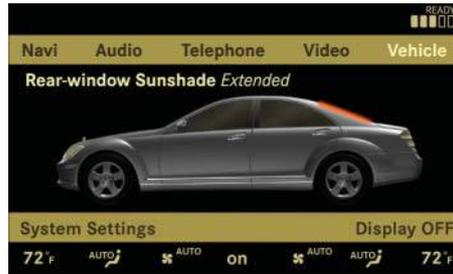 READY
Navi Audio Telephone Video Vehicle
Rear-window Sunshade Extended
System Settings Display OFF
72°F AUTO AUTO on AUTO AUTO 72°F